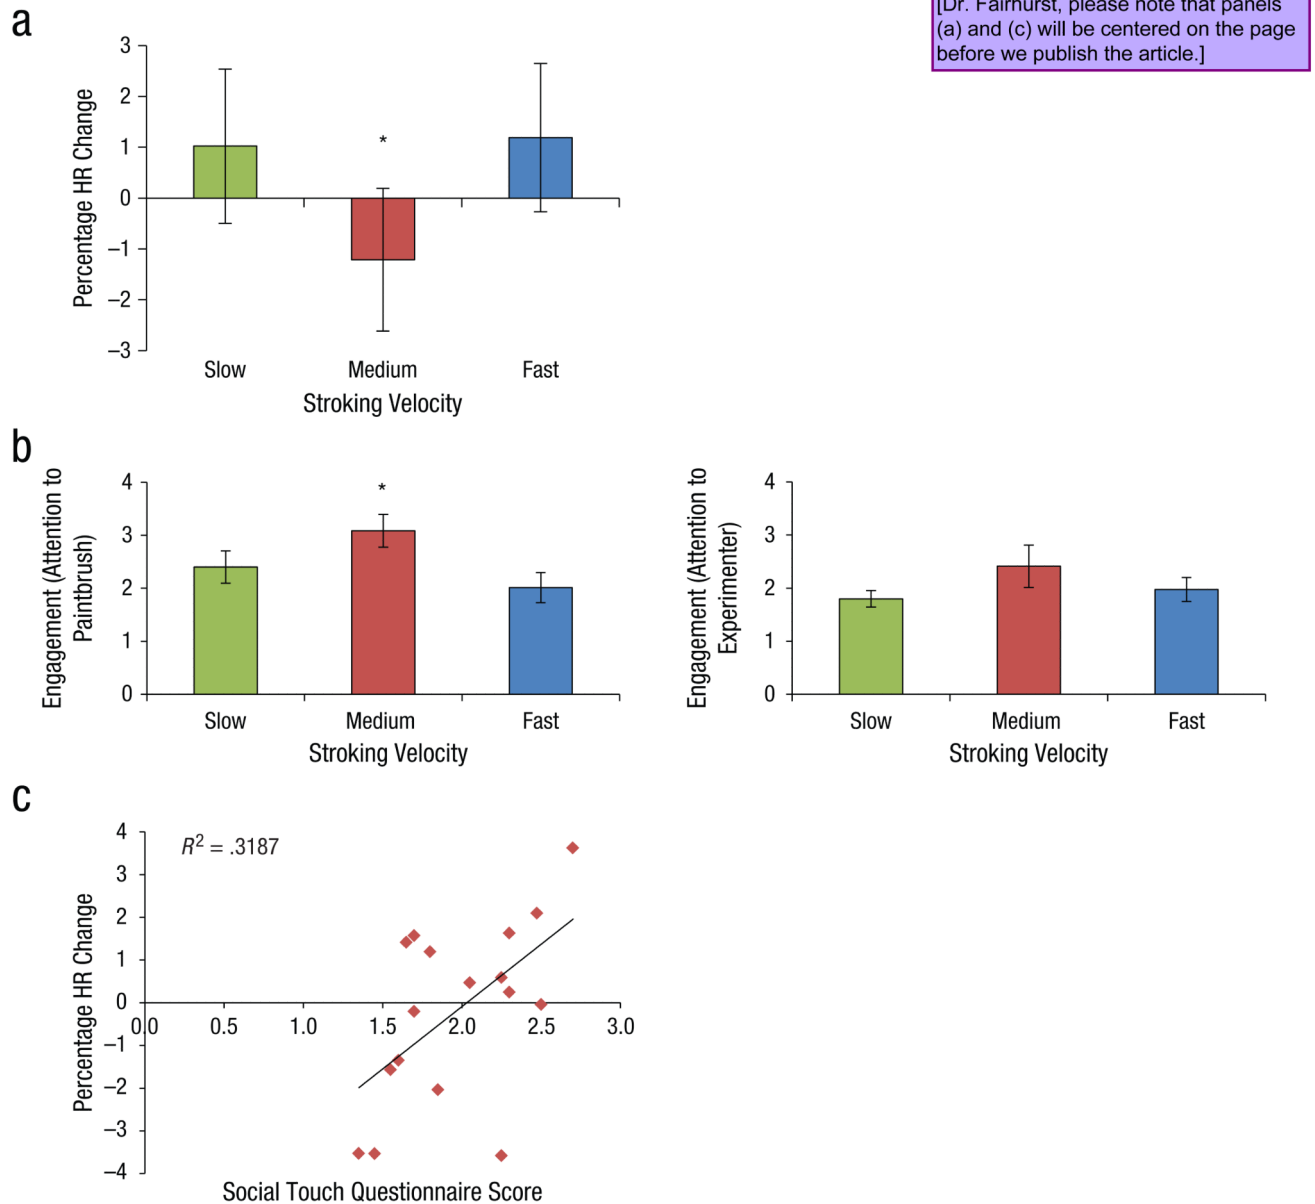 [Dr. Fairhurst, please note that panels
(a) and (c) will be centered on the page
before we publish the article.]
a
3
2
1
0
–1
–2
–3
Percentage HR Change
*
Slow
Medium
Fast
Stroking Velocity
b
4
3
2
1
0
Engagement (Attention to
Paintbrush)
*
Slow
Medium
Fast
Stroking Velocity
4
3
2
1
0
Engagement (Attention to
Experimenter)
Slow
Medium
Fast
Stroking Velocity
c
4
3
2
1
0
–1
–2
–3
–4
Percentage HR Change
R² = .3187
0.0 0.5 1.0 1.5 2.0 2.5 3.0
Social Touch Questionnaire Score